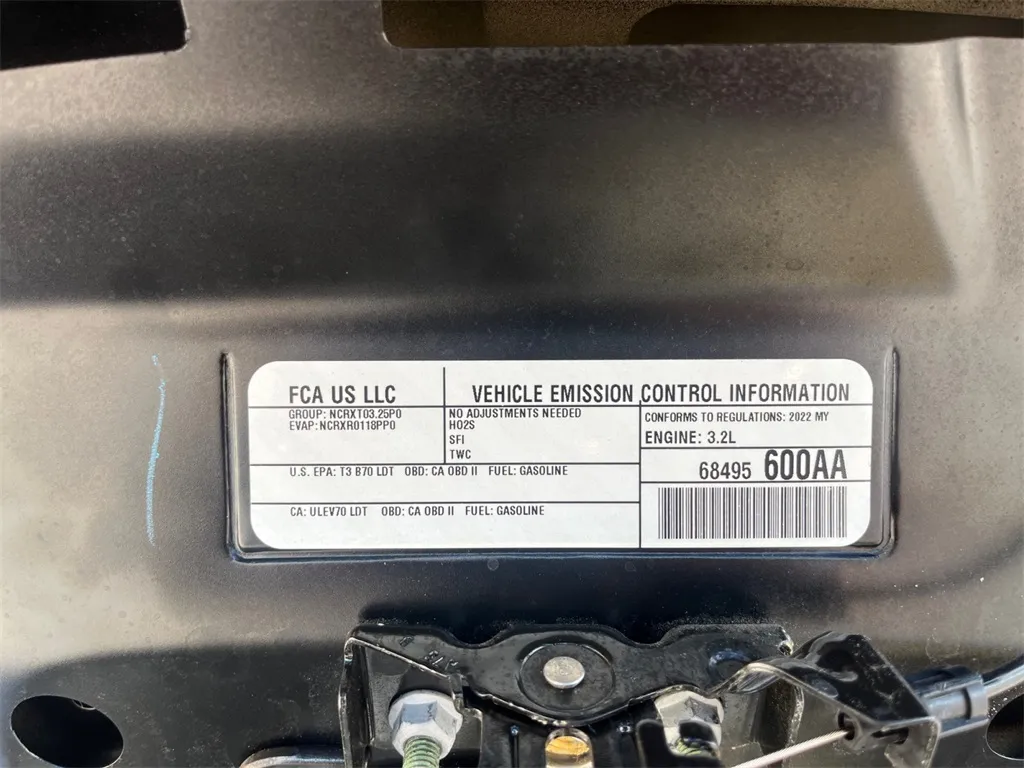 FCA US LLC
VEHICLE EMISSION CONTROL INFORMATION
GROUP: NCRXT03.25P0
EVAP: NCRXR0118PP0
NO ADJUSTMENTS NEEDED
HO2S
SFI
TWC
CONFORMS TO REGULATIONS: 2022 MY
ENGINE: 3.2L
68495 600AA
U.S. EPA: T3 B70 LDT OBD: CA OBD II FUEL: GASOLINE
CA: ULEV70 LDT OBD: CA OBD II FUEL: GASOLINE